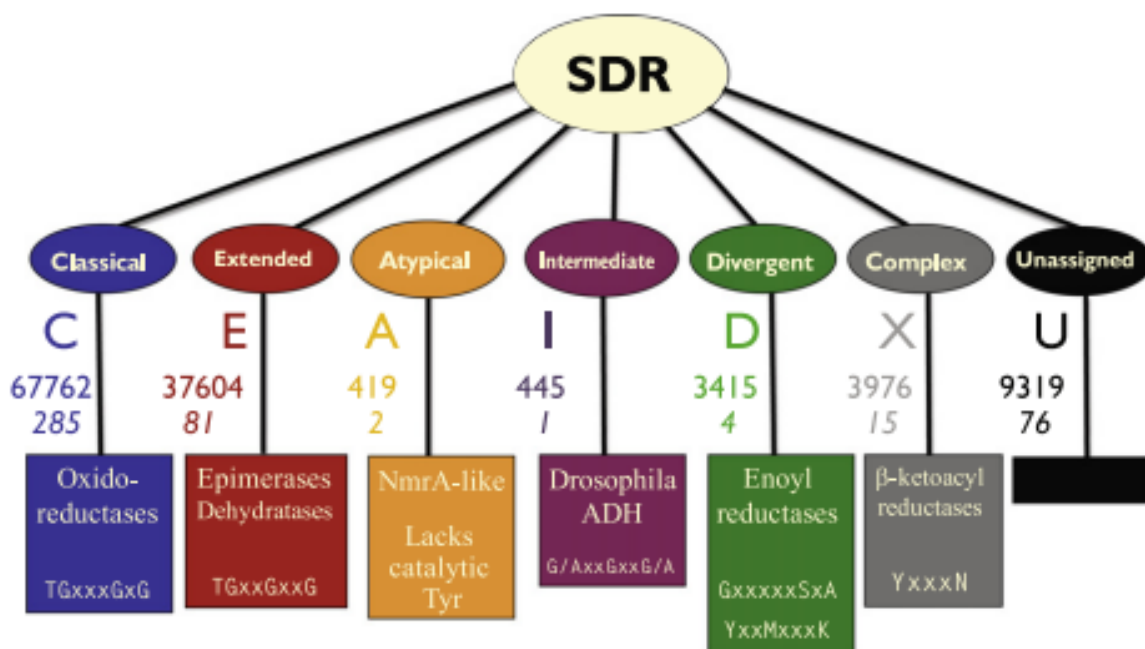 SDR
Classical
Extended
Atypical
Intermediate
Divergent
Complex
Unassigned
C
E
A
I
D
X
U
67762
37604
419
445
3415
3976
9319
285
81
2
1
4
15
76
Oxido-
reductases
TGxxxGxG
Epimerases
Dehydratases
TGxxGxxG
NmrA-like
Lacks
catalytic
Tyr
Drosophila
ADH
G/AxxGxxG/A
Enoyl
reductases
GxxxxxSxA
YxxMxxxK
β-ketoacyl
reductases
YxxxN